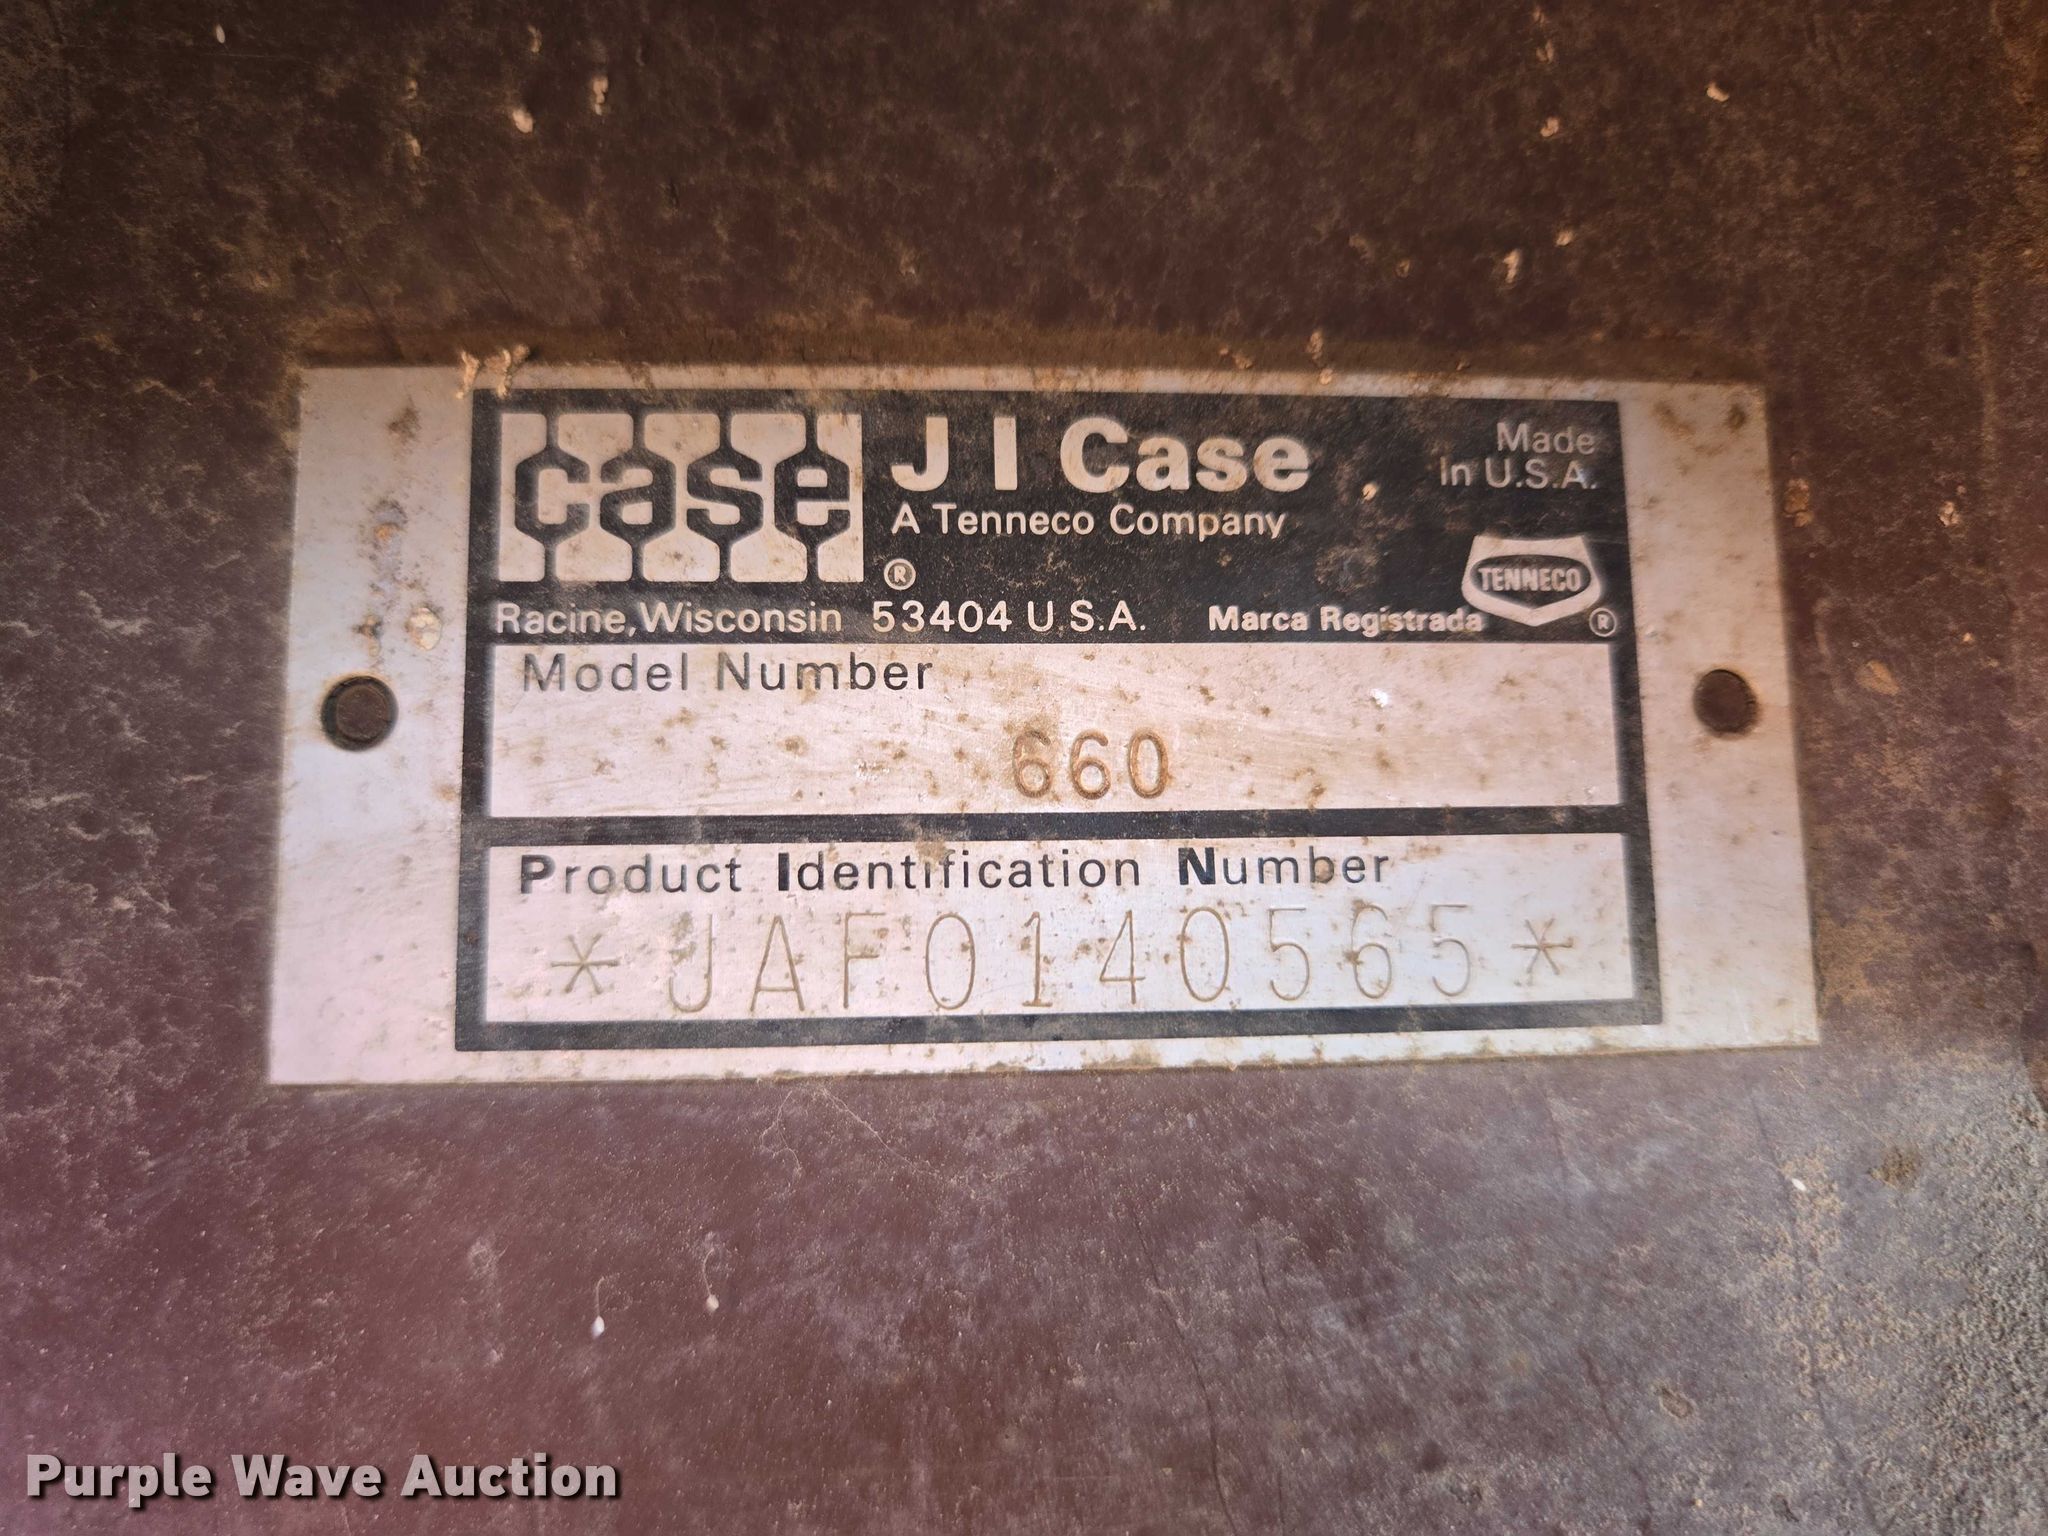 case
J I Case
Made
in U.S.A.
A Tenneco Company
®
TENNECO
Racine, Wisconsin 53404 U.S.A.
Marca Registrada
®
Model Number
660
Product Identification Number
*JAF0140565*
Purple Wave Auction